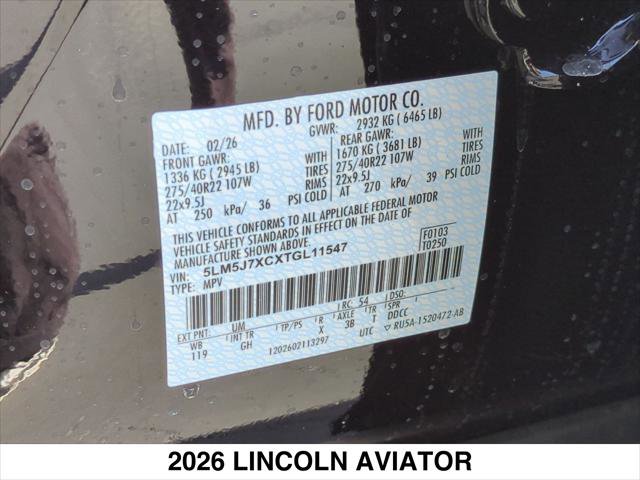 MFD. BY FORD MOTOR CO.
DATE: 02/26 GVWR: 2932 KG ( 6465 LB)
FRONT GAWR: WITH REAR GAWR: WITH
1336 KG ( 2945 LB) TIRES 1670 KG ( 3681 LB) TIRES
275/40R22 107W RIMS 275/40R22 107W RIMS
22x9.5J 22x9.5J
AT 250 kPa/ 36 PSI COLD AT 270 kPa/ 39 PSI COLD
THIS VEHICLE CONFORMS TO ALL APPLICABLE FEDERAL MOTOR
VEHICLE SAFETY STANDARDS IN EFFECT ON THE DATE OF MANUFACTURE
SHOWN ABOVE.
VIN: 5LM5J7XCXTGL11547 F0103
TYPE: MPV T0250
EXT PNT: UM RC: 54 DSO:
WB INT TR TP/PS R AXLE TR SPR
119 GH X 3B T DDCC
1202602113297 UTC ▽ RU5A-1520472-AB
2026 LINCOLN AVIATOR